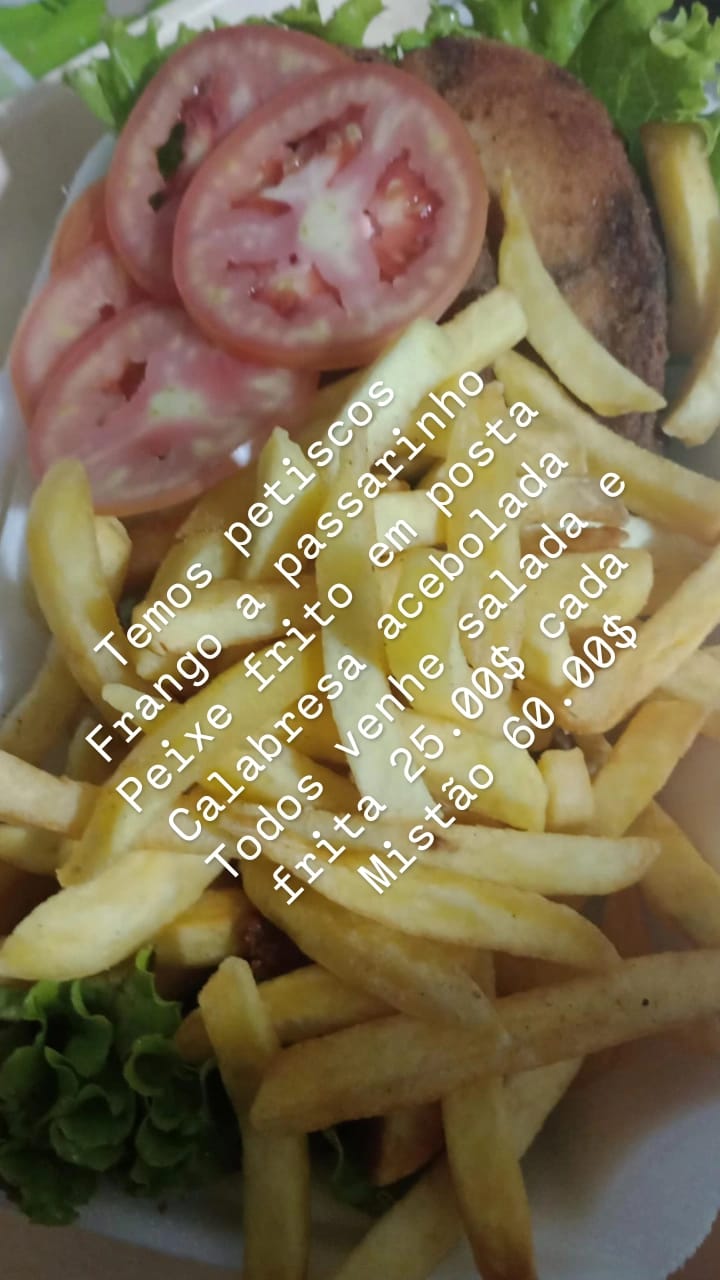 Temos petiscos
Frango a passarinho
Peixe frito em posta
Calabresa acebolada
Todos venhe salada e
frita 25.00$ cada
Mistão 60.00$